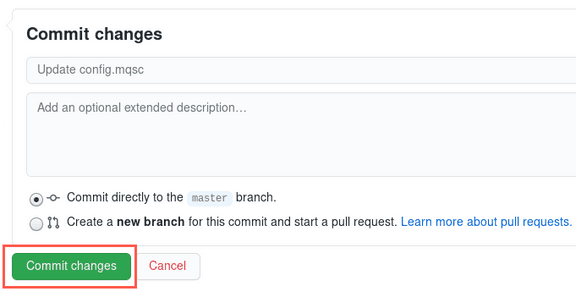 Commit changes
Update config.mqsc
Add an optional extended description…
Commit directly to the master branch.
Create a new branch for this commit and start a pull request. Learn more about pull requests.
Commit changes Cancel